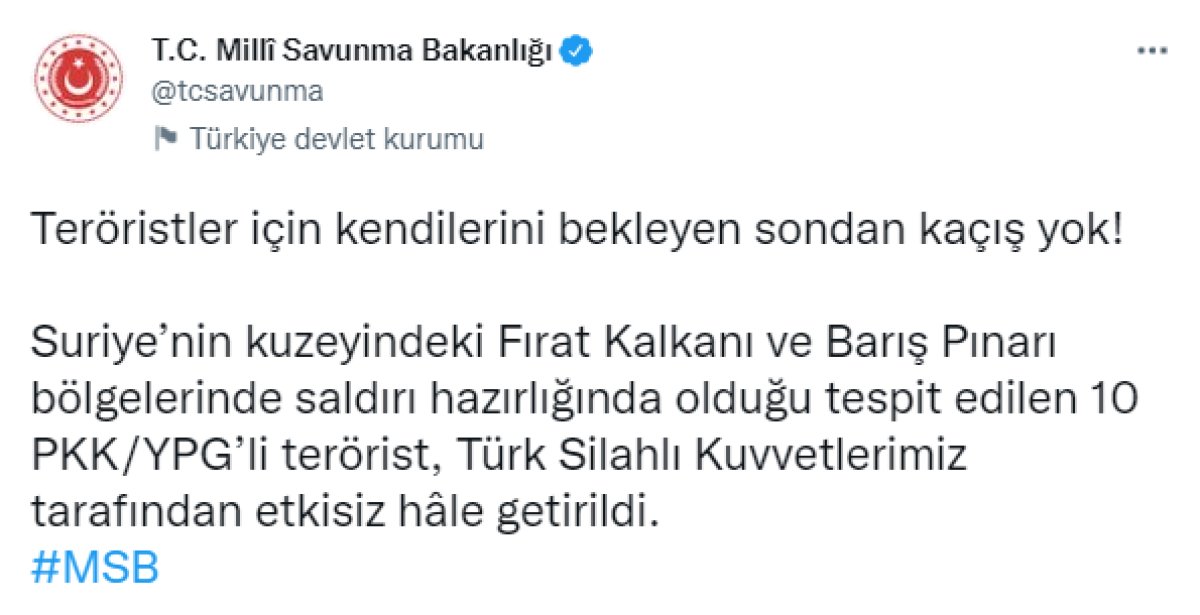 T.C. Millî Savunma Bakanlığı
@tcsavunma
Türkiye devlet kurumu
Teröristler için kendilerini bekleyen sondan kaçış yok!
Suriye’nin kuzeyindeki Fırat Kalkanı ve Barış Pınarı
bölgelerinde saldırı hazırlığında olduğu tespit edilen 10
PKK/YPG’li terörist, Türk Silahlı Kuvvetlerimiz
tarafından etkisiz hâle getirildi.
#MSB